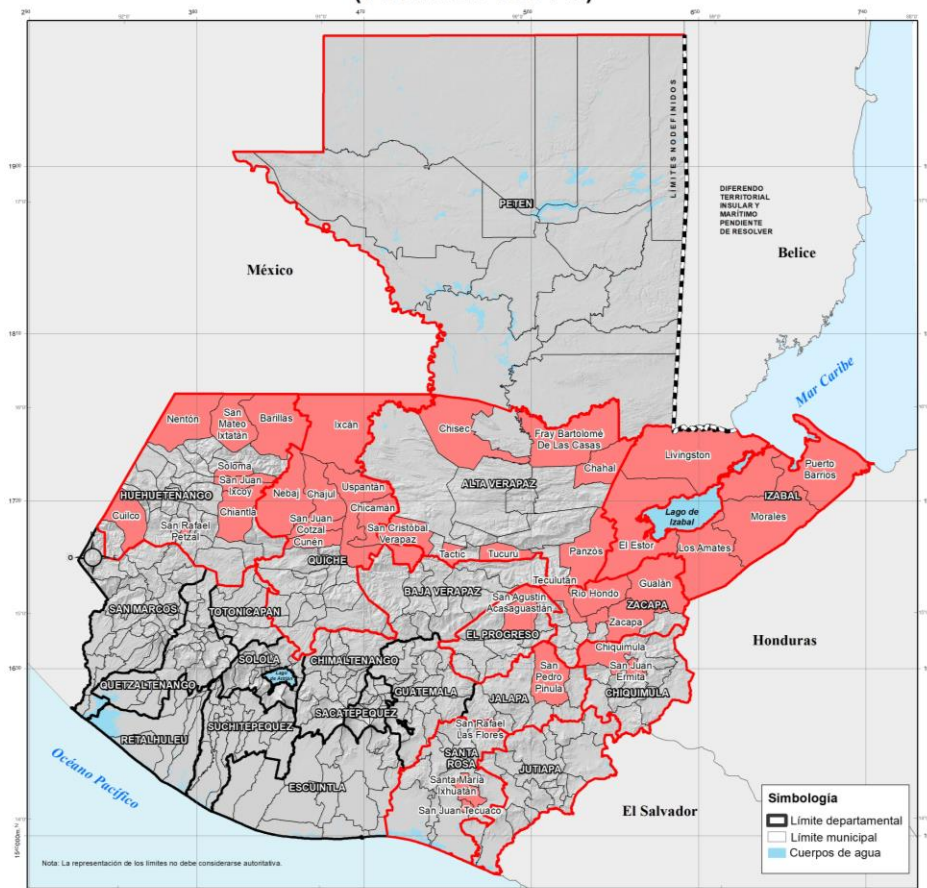 LÍMITES NO DEFINIDOS
DIFERENDO
TERRITORIAL
INSULAR Y
MARÍTIMO
PENDIENTE
DE RESOLVER
PETEN
México
Belice
Mar Caribe
Nentón
San
Mateo
Ixtatán
Barillas
Ixcán
Chisec
Fray Bartolomé
De Las Casas
Chahal
Livingston
Puerto
Barrios
Soloma
San Juan
Ixcoy
HUEHUETENANGO
Nebaj
Chajul
Uspantán
Chicaman
ALTA VERAPAZ
IZABAL
Lago de
Izabal
Morales
Cuilco
Chiantla
San Rafael
Petzal
San Juan
Cotzal
Cunén
San Cristóbal
Verapaz
QUICHE
Tactic
Tucuru
Panzós
El Estor
Los Amates
SAN MARCOS
TOTONICAPAN
BAJA VERAPAZ
Teculután
San Agustín
Acasaguastlán
Río Hondo
Gualán
ZACAPA
Zacapa
EL PROGRESO
Honduras
SOLOLA
CHIMALTENANGO
Chiquimula
San Juan
Ermita
San
Pedro
Pinula
QUETZALTENANGO
GUATEMALA
JALAPA
CHIQUIMULA
SUCHITEPEQUEZ
SACATEPEQUEZ
RETALHULEU
San Rafael
Las Flores
SANTA
ROSA
JUTIAPA
ESCUINTLA
Santa María
Ixhuatán
San Juan Tecuaco
Océano Pacífico
El Salvador
Simbología
Límite departamental
Límite municipal
Cuerpos de agua
Nota: La representación de los límites no debe considerarse autoritativa.